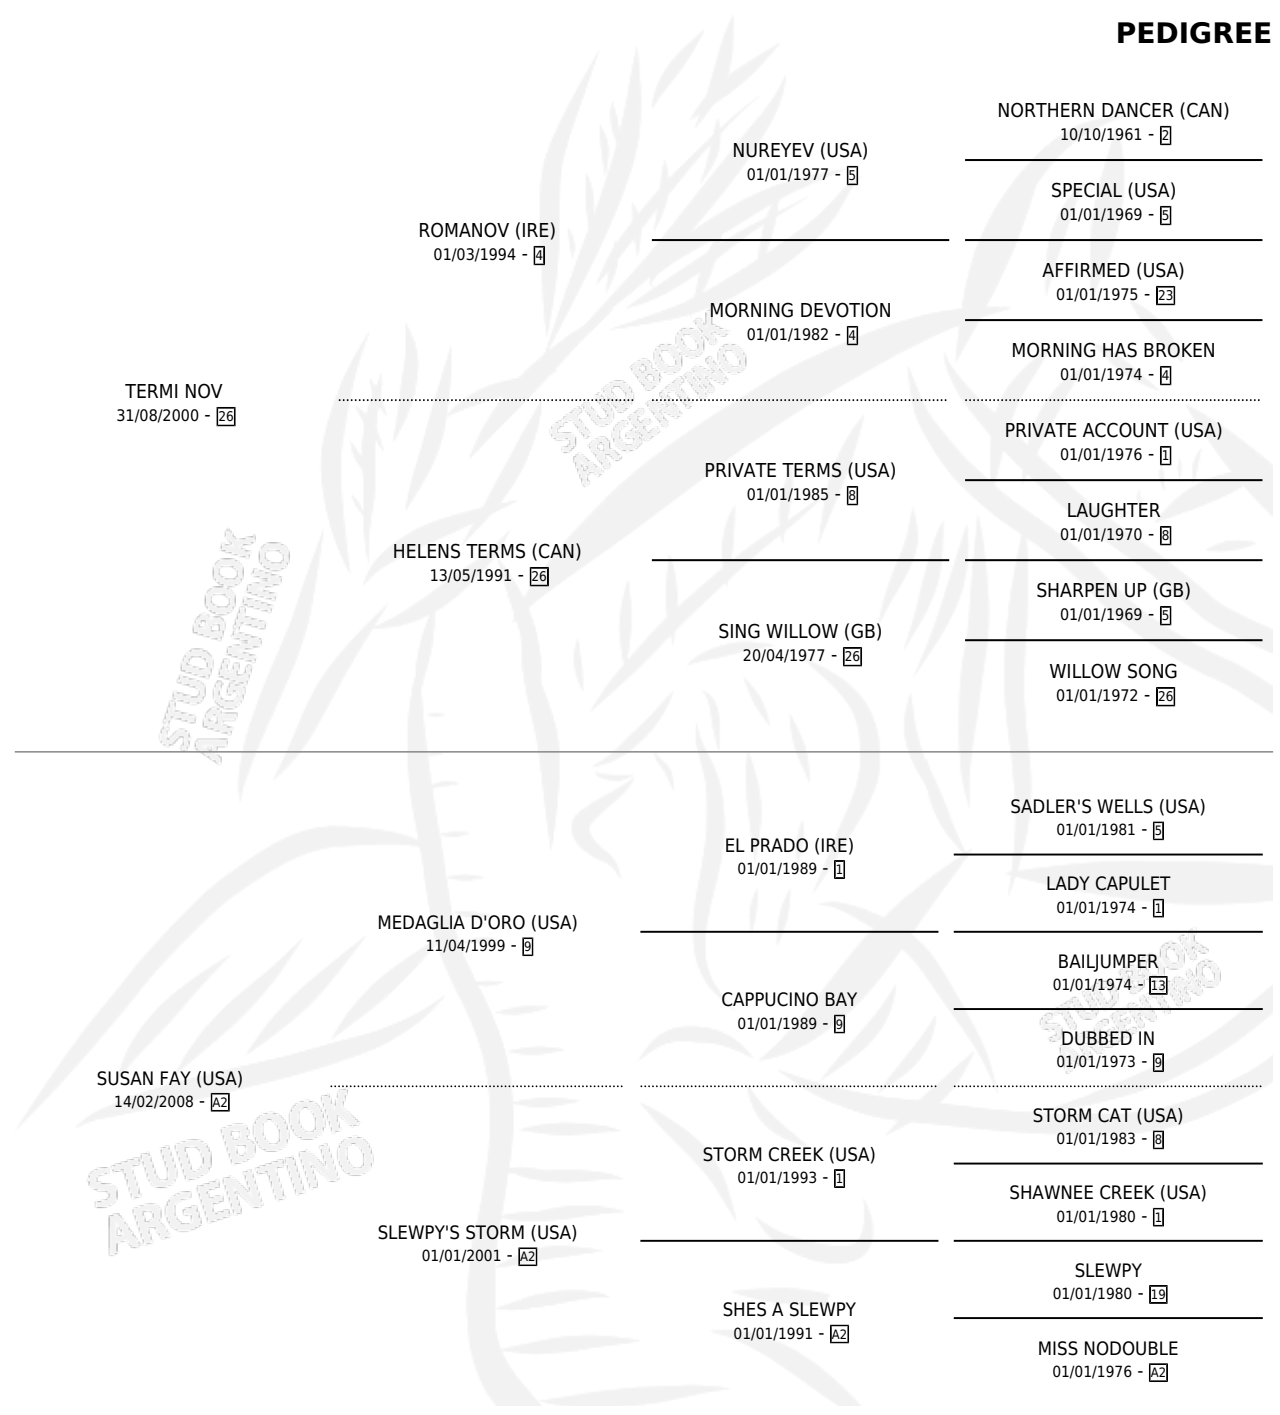 PEDIGREE
NORTHERN DANCER (CAN)
10/10/1961 - 2
NUREYEV (USA)
01/01/1977 - 5
SPECIAL (USA)
01/01/1969 - 5
ROMANOV (IRE)
01/03/1994 - 4
AFFIRMED (USA)
01/01/1975 - 23
MORNING DEVOTION
01/01/1982 - 4
MORNING HAS BROKEN
01/01/1974 - 4
TERMI NOV
31/08/2000 - 26
PRIVATE ACCOUNT (USA)
01/01/1976 - 1
PRIVATE TERMS (USA)
01/01/1985 - 8
LAUGHTER
01/01/1970 - 8
HELENS TERMS (CAN)
13/05/1991 - 26
SHARPEN UP (GB)
01/01/1969 - 5
SING WILLOW (GB)
20/04/1977 - 26
WILLOW SONG
01/01/1972 - 26
SADLER'S WELLS (USA)
01/01/1981 - 5
EL PRADO (IRE)
01/01/1989 - 1
LADY CAPULET
01/01/1974 - 1
MEDAGLIA D'ORO (USA)
11/04/1999 - 9
BAILJUMPER
01/01/1974 - 13
CAPPUCINO BAY
01/01/1989 - 9
DUBBED IN
01/01/1973 - 9
SUSAN FAY (USA)
14/02/2008 - A2
STORM CAT (USA)
01/01/1983 - 8
STORM CREEK (USA)
01/01/1993 - 1
SHAWNEE CREEK (USA)
01/01/1980 - 1
SLEWPY'S STORM (USA)
01/01/2001 - A2
SLEWPY
01/01/1980 - 19
SHES A SLEWPY
01/01/1991 - A2
MISS NODOUBLE
01/01/1976 - A2
STUD BOOK
ARGENTINO
STUD BOOK
ARGENTINO
STUD BOOK
ARGENTINO
STUD BOOK
ARGENTINO